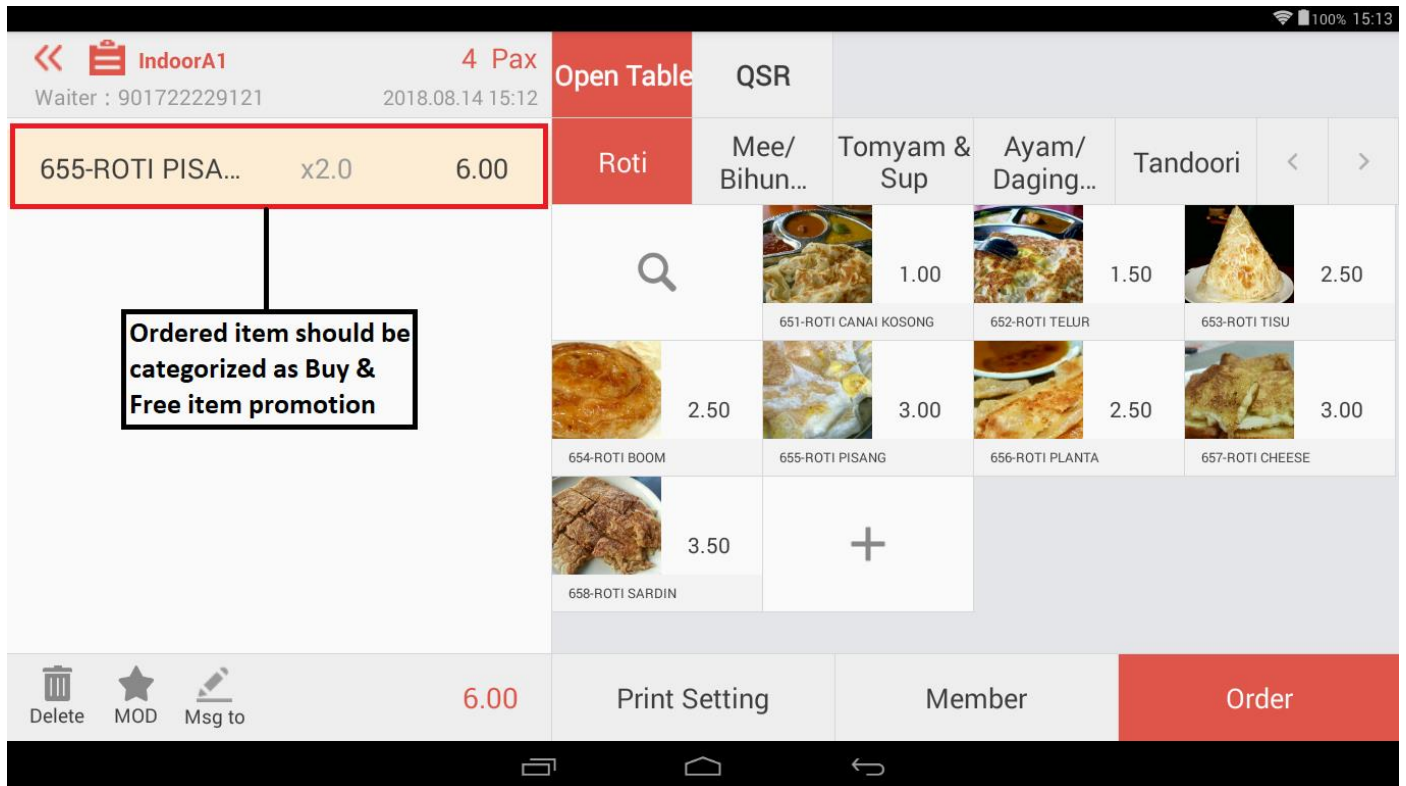 100% 15:13
IndoorA1
4 Pax
Waiter : 901722229121
2018.08.14 15:12
655-ROTI PISA...
x2.0
6.00
Ordered item should be
categorized as Buy &
Free item promotion
Delete
MOD
Msg to
6.00
Open Table
QSR
Roti
Mee/
Bihun...
Tomyam &
Sup
Ayam/
Daging...
Tandoori
<
>
1.00
651-ROTI CANAI KOSONG
1.50
652-ROTI TELUR
2.50
653-ROTI TISU
2.50
654-ROTI BOOM
3.00
655-ROTI PISANG
2.50
656-ROTI PLANTA
3.00
657-ROTI CHEESE
3.50
658-ROTI SARDIN
Print Setting
Member
Order